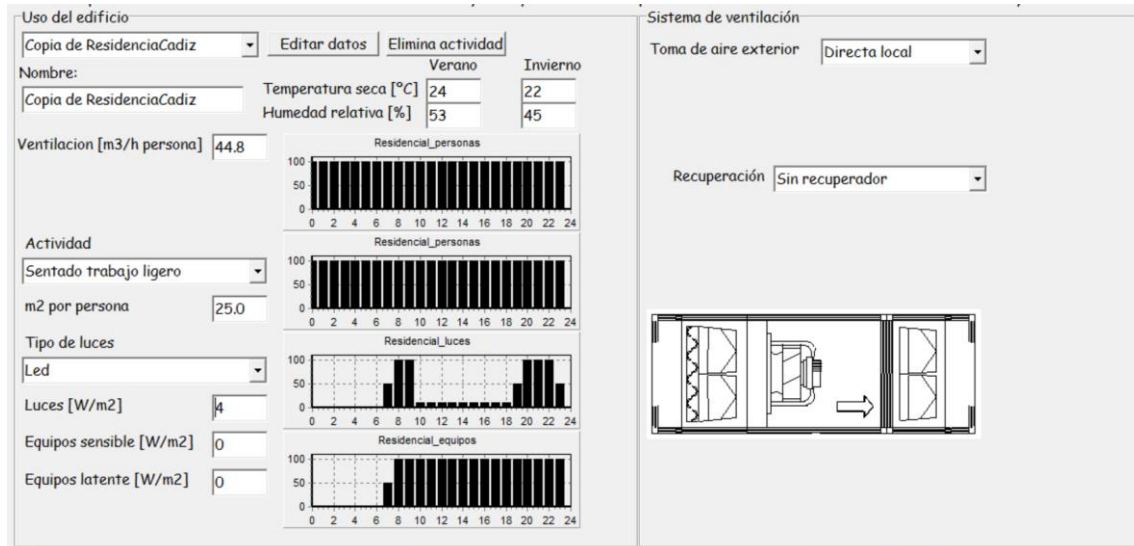 Uso del edificio
Copia de ResidenciaCadiz
Editar datos
Elimina actividad
Nombre:
Copia de ResidenciaCadiz
Verano Invierno
Temperatura seca [ºC] 24 22
Humedad relativa [%] 53 45
Ventilacion [m3/h persona] 44.8
Residencial_personas
100
50
0
0 2 4 6 8 10 12 14 16 18 20 22 24
Actividad
Sentado trabajo ligero
m2 por persona 25.0
Residencial_personas
100
50
0
0 2 4 6 8 10 12 14 16 18 20 22 24
Tipo de luces
Led
Luces [W/m2] 4
Residencial_luces
100
50
0
0 2 4 6 8 10 12 14 16 18 20 22 24
Equipos sensible [W/m2] 0
Equipos latente [W/m2] 0
Residencial_equipos
100
50
0
0 2 4 6 8 10 12 14 16 18 20 22 24
Sistema de ventilación
Toma de aire exterior Directa local
Recuperación Sin recuperador